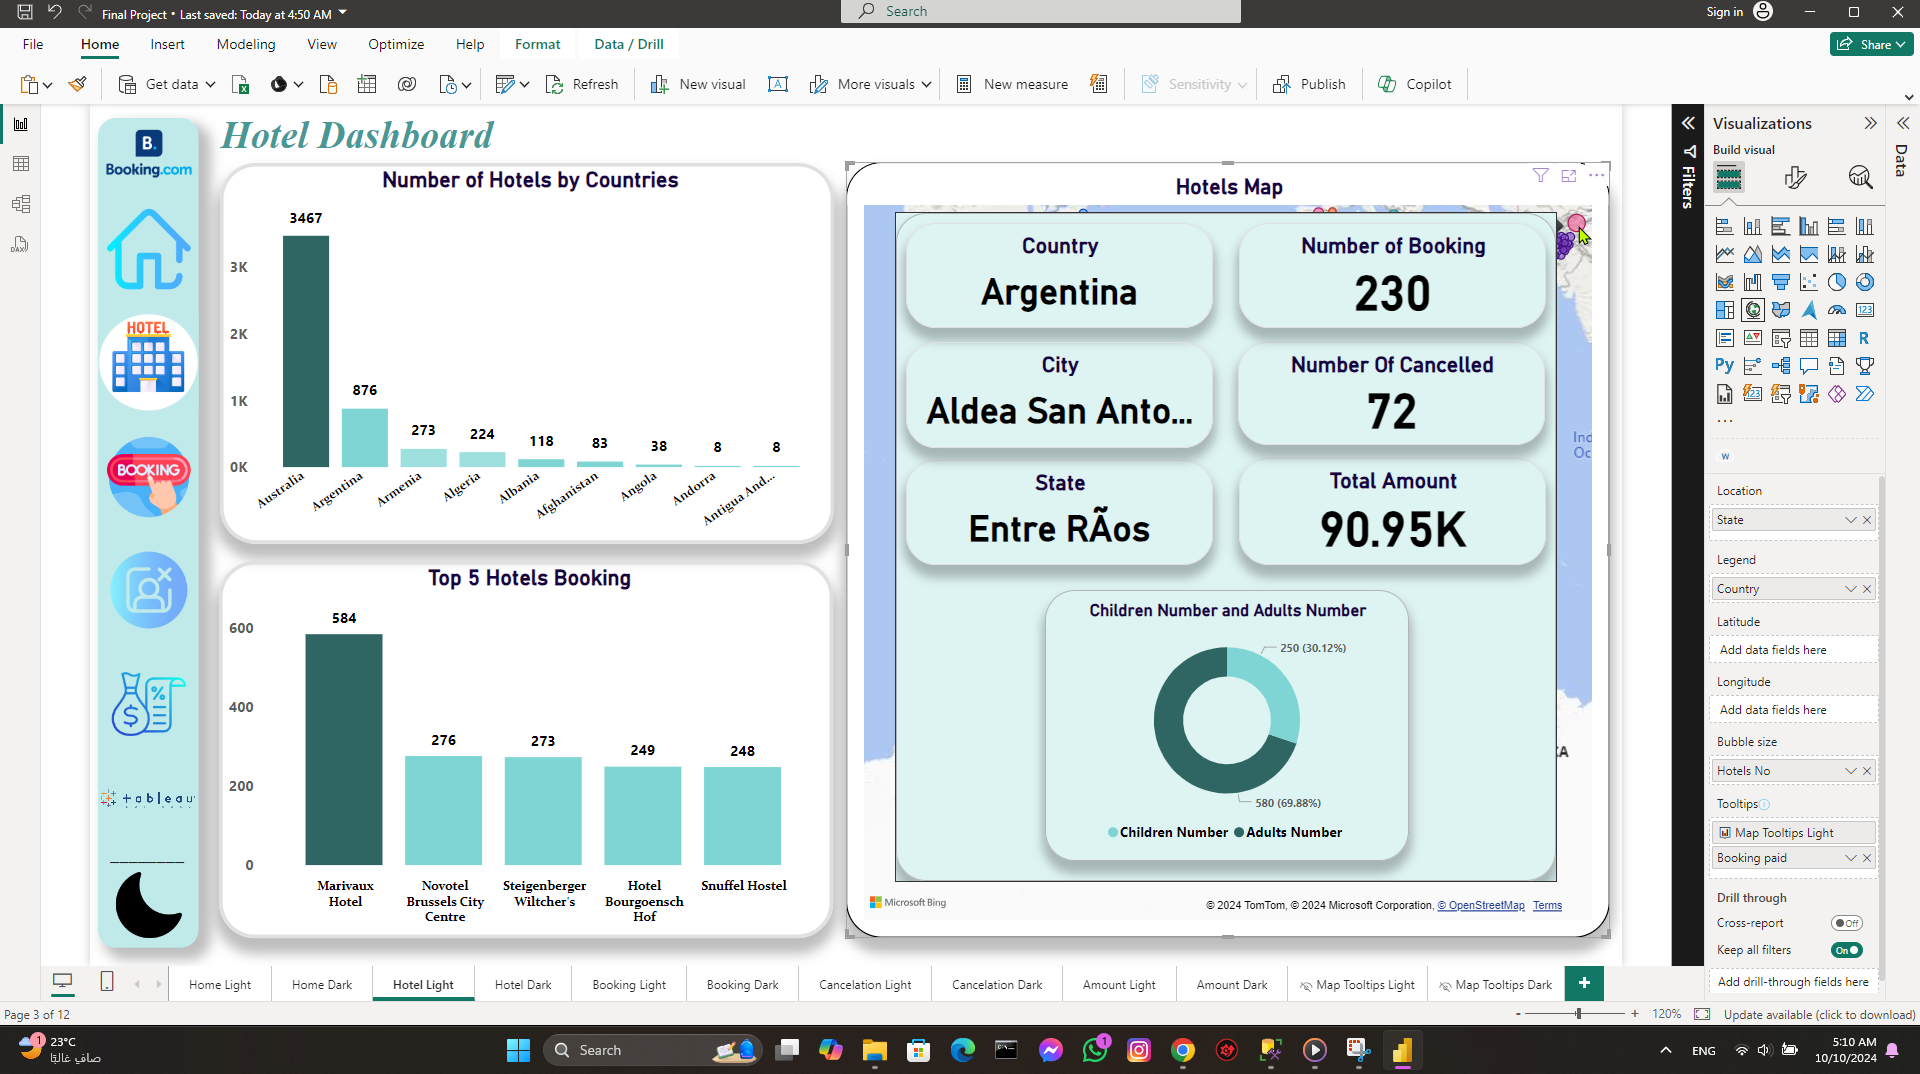 Final Project • Last saved: Today at 4:50 AM
Search
Sign in
File
Home
Insert
Modeling
View
Optimize
Help
Format
Data / Drill
Share
Get data
Refresh
New visual
More visuals
New measure
Sensitivity
Publish
Copilot
B.
Booking.com
HOTEL
BOOKING
tableau
Hotel Dashboard
Number of Hotels by Countries
3467
3K
2K
876
1K
273
224
118
83
38
8
8
0K
Australia
Argentina
Armenia
Algeria
Albania
Afghanistan
Angola
Andorra
Antigua And...
Top 5 Hotels Booking
584
600
400
276
273
249
248
200
0
Marivaux
Hotel
Novotel
Brussels City
Centre
Steigenberger
Wiltcher's
Hotel
Bourgoensch
Hof
Snuffel Hostel
Hotels Map
Country
Argentina
Number of Booking
230
City
Aldea San Anto...
Number Of Cancelled
72
State
Entre RÃos
Total Amount
90.95K
Children Number and Adults Number
250 (30.12%)
580 (69.88%)
Children Number
Adults Number
Ind
Oc
Microsoft Bing
© 2024 TomTom, © 2024 Microsoft Corporation, © OpenStreetMap Terms
Filters
Visualizations
Build visual
Data
123
R
Py
...
W
Location
State
Legend
Country
Latitude
Add data fields here
Longitude
Add data fields here
Bubble size
Hotels No
Tooltips
Map Tooltips Light
Booking paid
Drill through
Cross-report
Off
Keep all filters
On
Add drill-through fields here
Home Light
Home Dark
Hotel Light
Hotel Dark
Booking Light
Booking Dark
Cancelation Light
Cancelation Dark
Amount Light
Amount Dark
Map Tooltips Light
Map Tooltips Dark
+
Page 3 of 12
- + 120%
Update available (click to download)
1
23°C
صافٍ غالبًا
Search
1
ENG
5:10 AM
10/10/2024